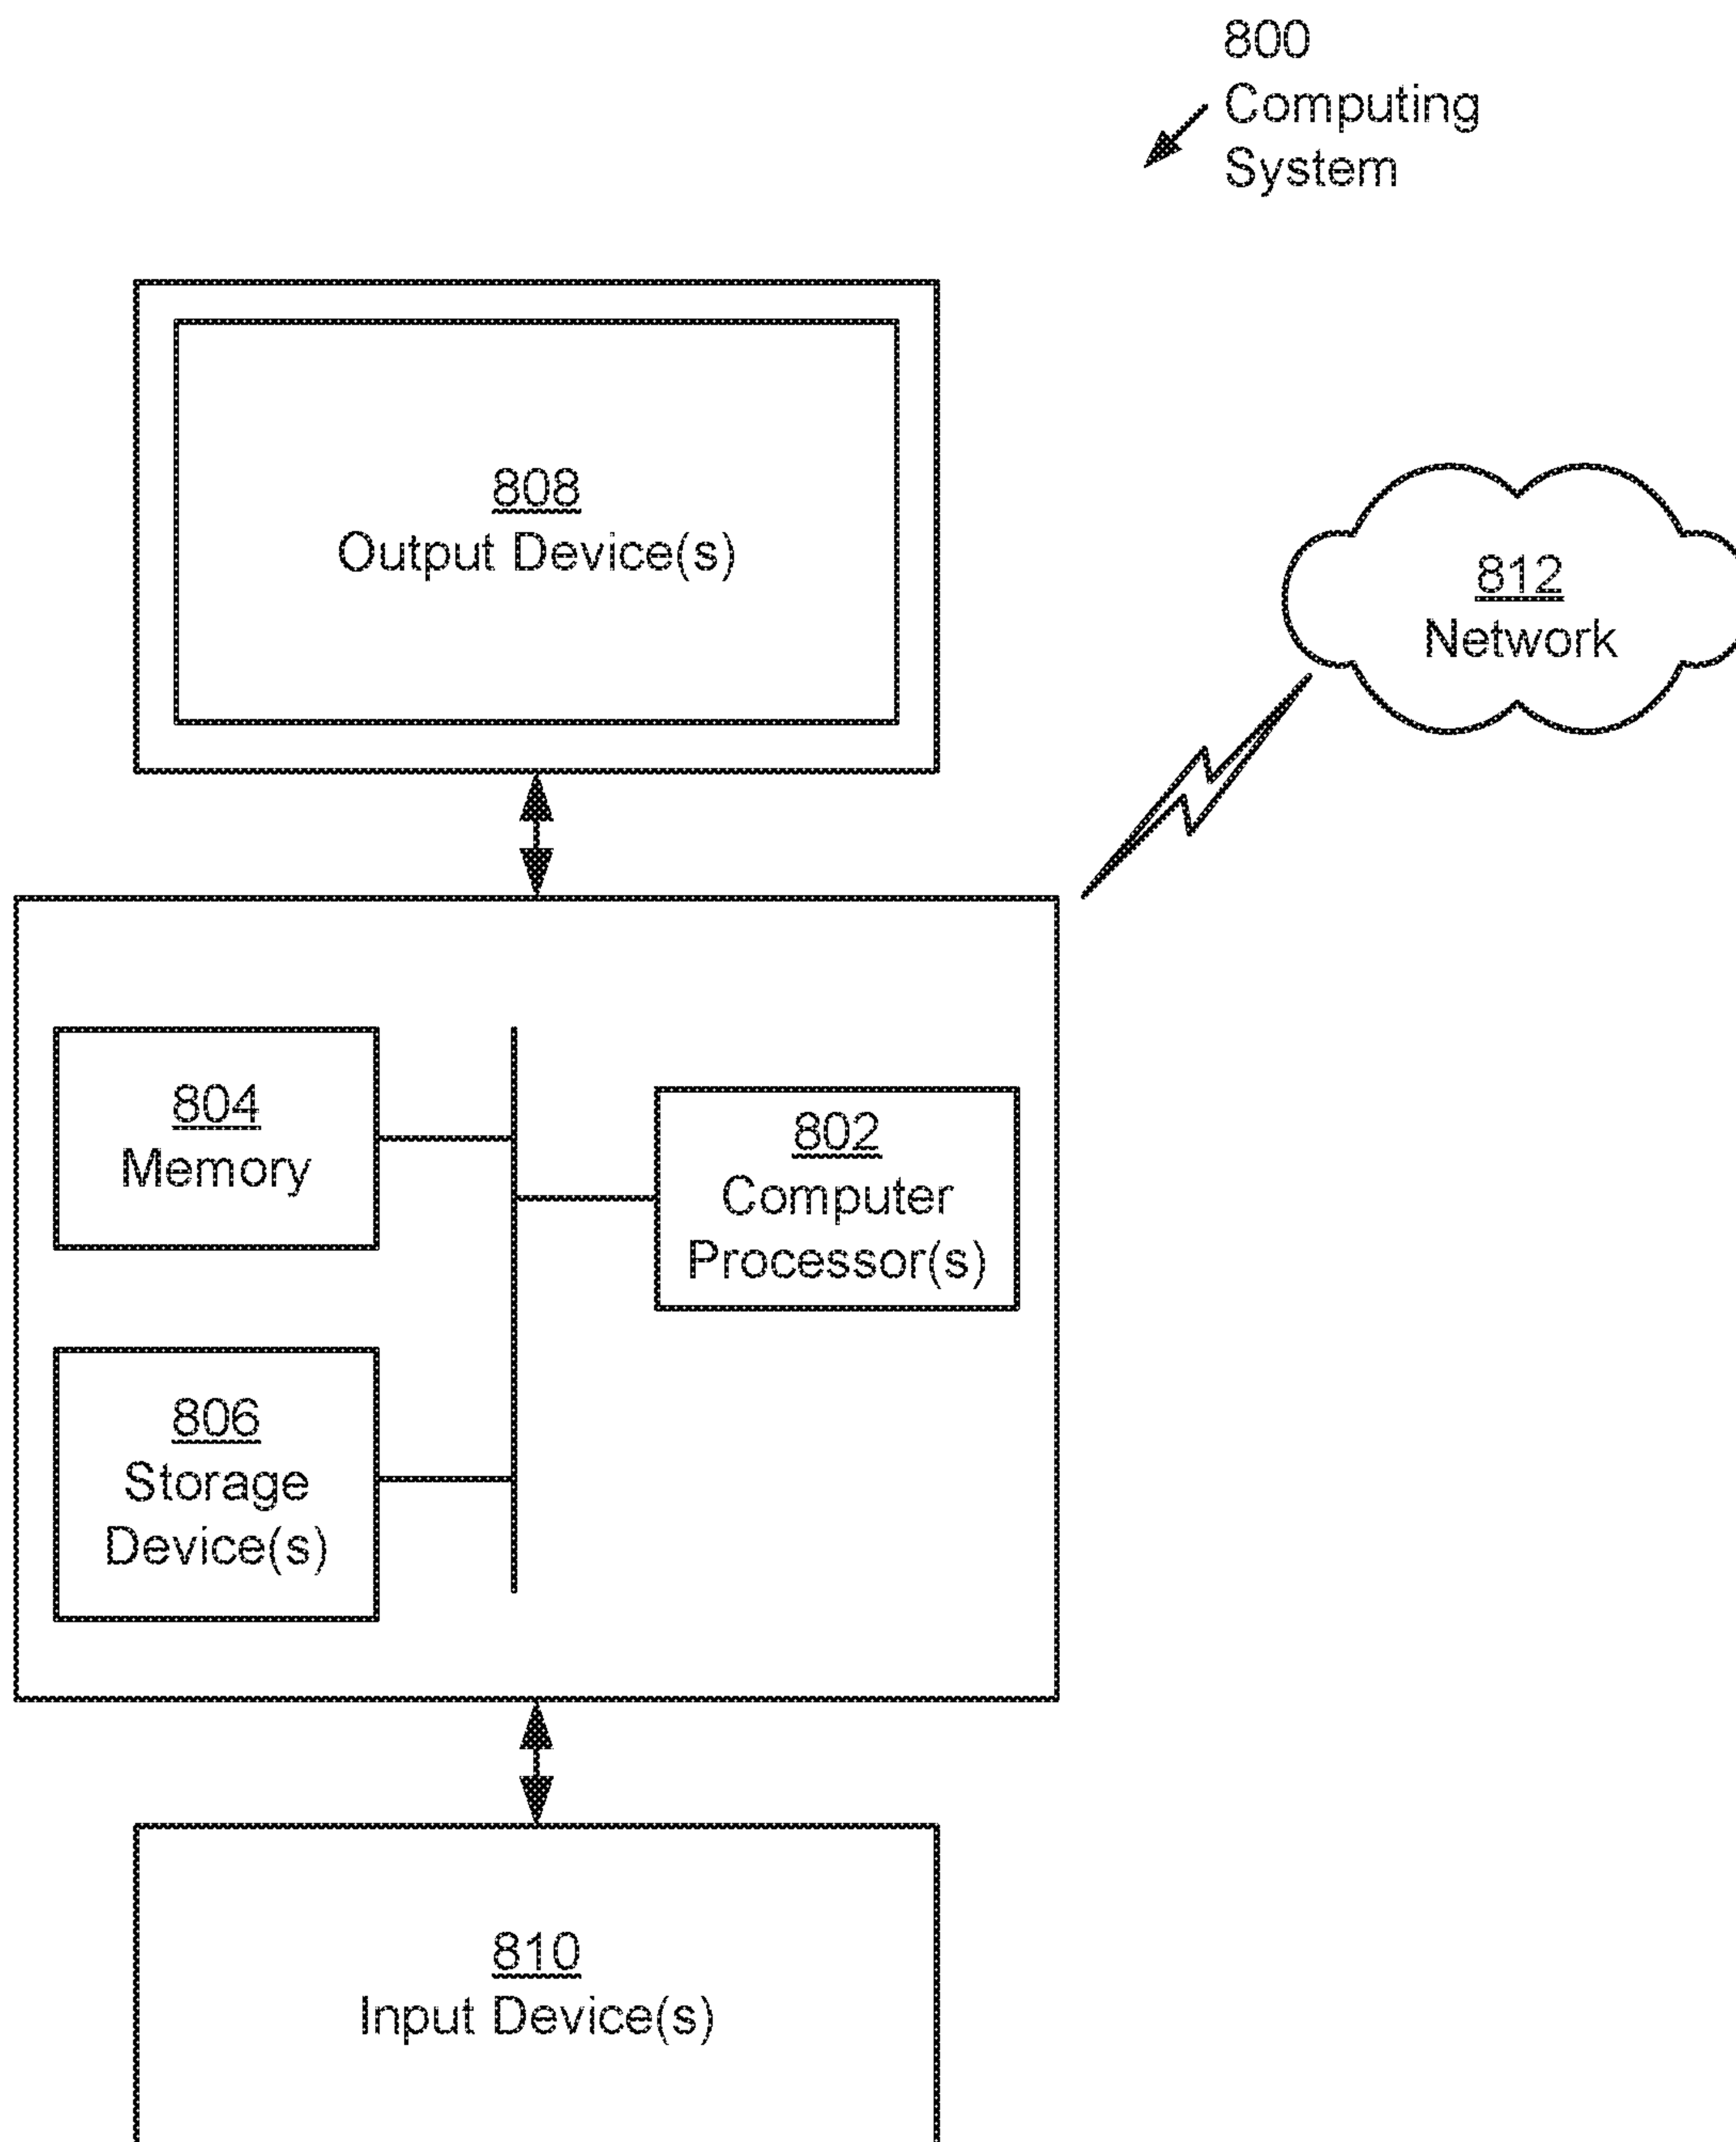 800
Computing
System
808
Output Device(s)
812
Network
804
Memory
802
Computer
Processor(s)
806
Storage
Device(s)
810
Input Device(s)